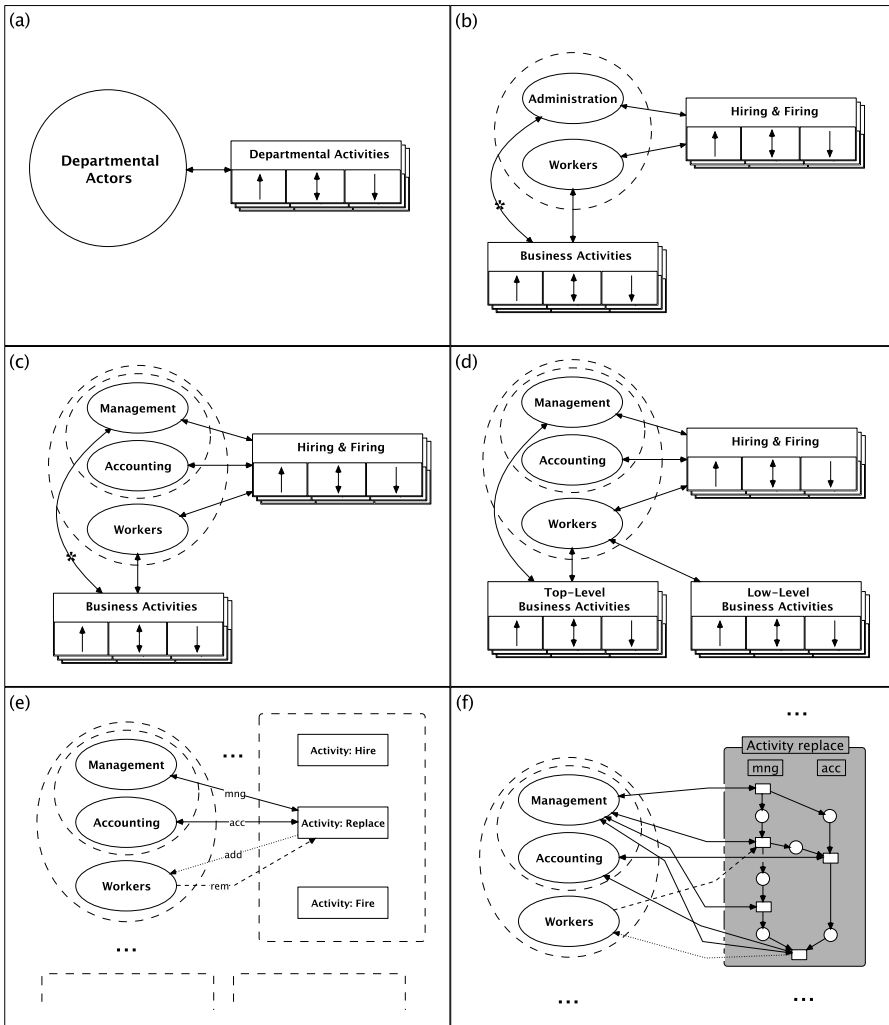 (a)
Departmental
Actors
Departmental Activities
(b)
Administration
Workers
Hiring & Firing
*
Business Activities
(c)
Management
Accounting
Workers
Hiring & Firing
*
Business Activities
(d)
Management
Accounting
Workers
Hiring & Firing
Top-Level
Business Activities
Low-Level
Business Activities
(e)
Management
Accounting
Workers
...
mng
acc
add
rem
Activity: Hire
Activity: Replace
Activity: Fire
...
(f)
...
Management
Accounting
Workers
Activity replace
mng
acc
...
...